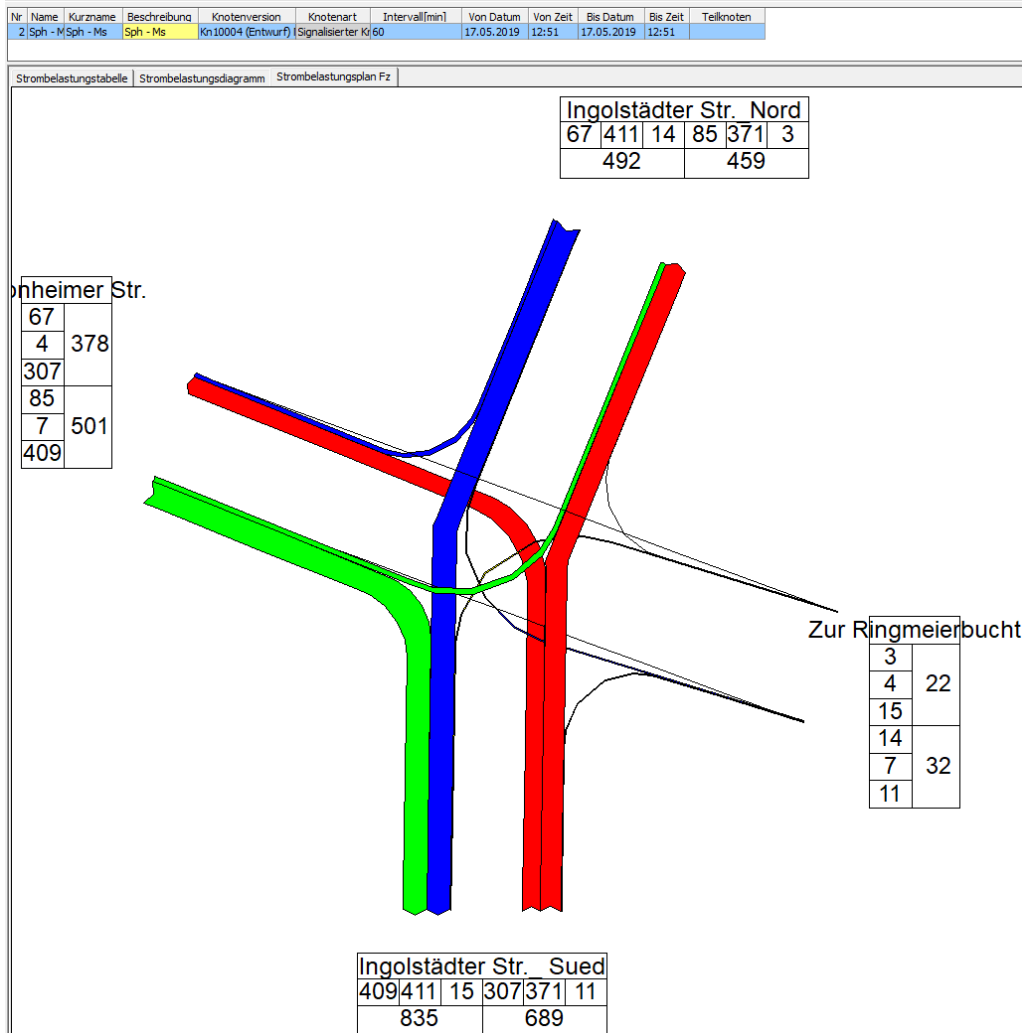 Nr Name Kurzname Beschreibung Knotenversion Knotenart Intervall[min] Von Datum Von Zeit Bis Datum Bis Zeit Teilknoten
2 Sph - M Sph - Ms Sph - Ms Kn10004 (Entwurf) Signalisierter Kr 60 17.05.2019 12:51 17.05.2019 12:51
Strombelastungstabelle Strombelastungsdiagramm Strombelastungsplan Fz
Ingolstädter Str._Nord
67 411 14 85 371 3
492 459
onheimer Str.
67
4 378
307
85
7 501
409
Zur Ringmeierbucht
3
4 22
15
14
7 32
11
Ingolstädter Str._ Sued
409 411 15 307 371 11
835 689